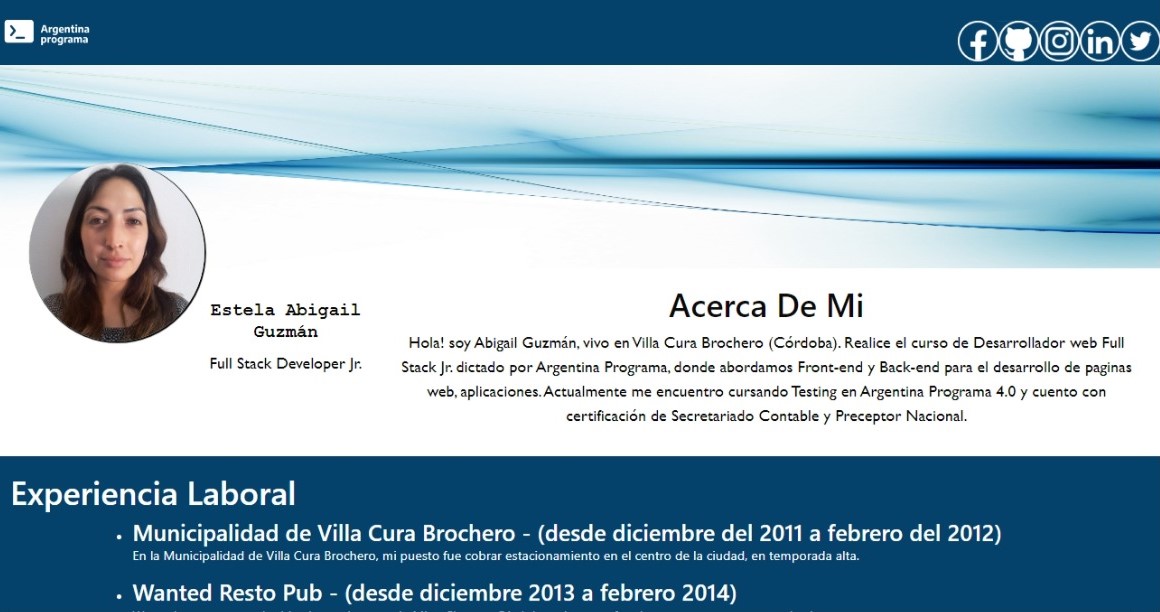 Argentina
programa
Estela Abigail
Guzmán
Full Stack Developer Jr.
Acerca De Mi
Hola! soy Abigail Guzmán, vivo en Villa Cura Brochero (Córdoba). Realice el curso de Desarrollador web Full
Stack Jr. dictado por Argentina Programa, donde abordamos Front-end y Back-end para el desarrollo de paginas
web, aplicaciones. Actualmente me encuentro cursando Testing en Argentina Programa 4.0 y cuento con
certificación de Secretariado Contable y Preceptor Nacional.
Experiencia Laboral
Municipalidad de Villa Cura Brochero - (desde diciembre del 2011 a febrero del 2012)
En la Municipalidad de Villa Cura Brochero, mi puesto fue cobrar estacionamiento en el centro de la ciudad, en temporada alta.
Wanted Resto Pub - (desde diciembre 2013 a febrero 2014)